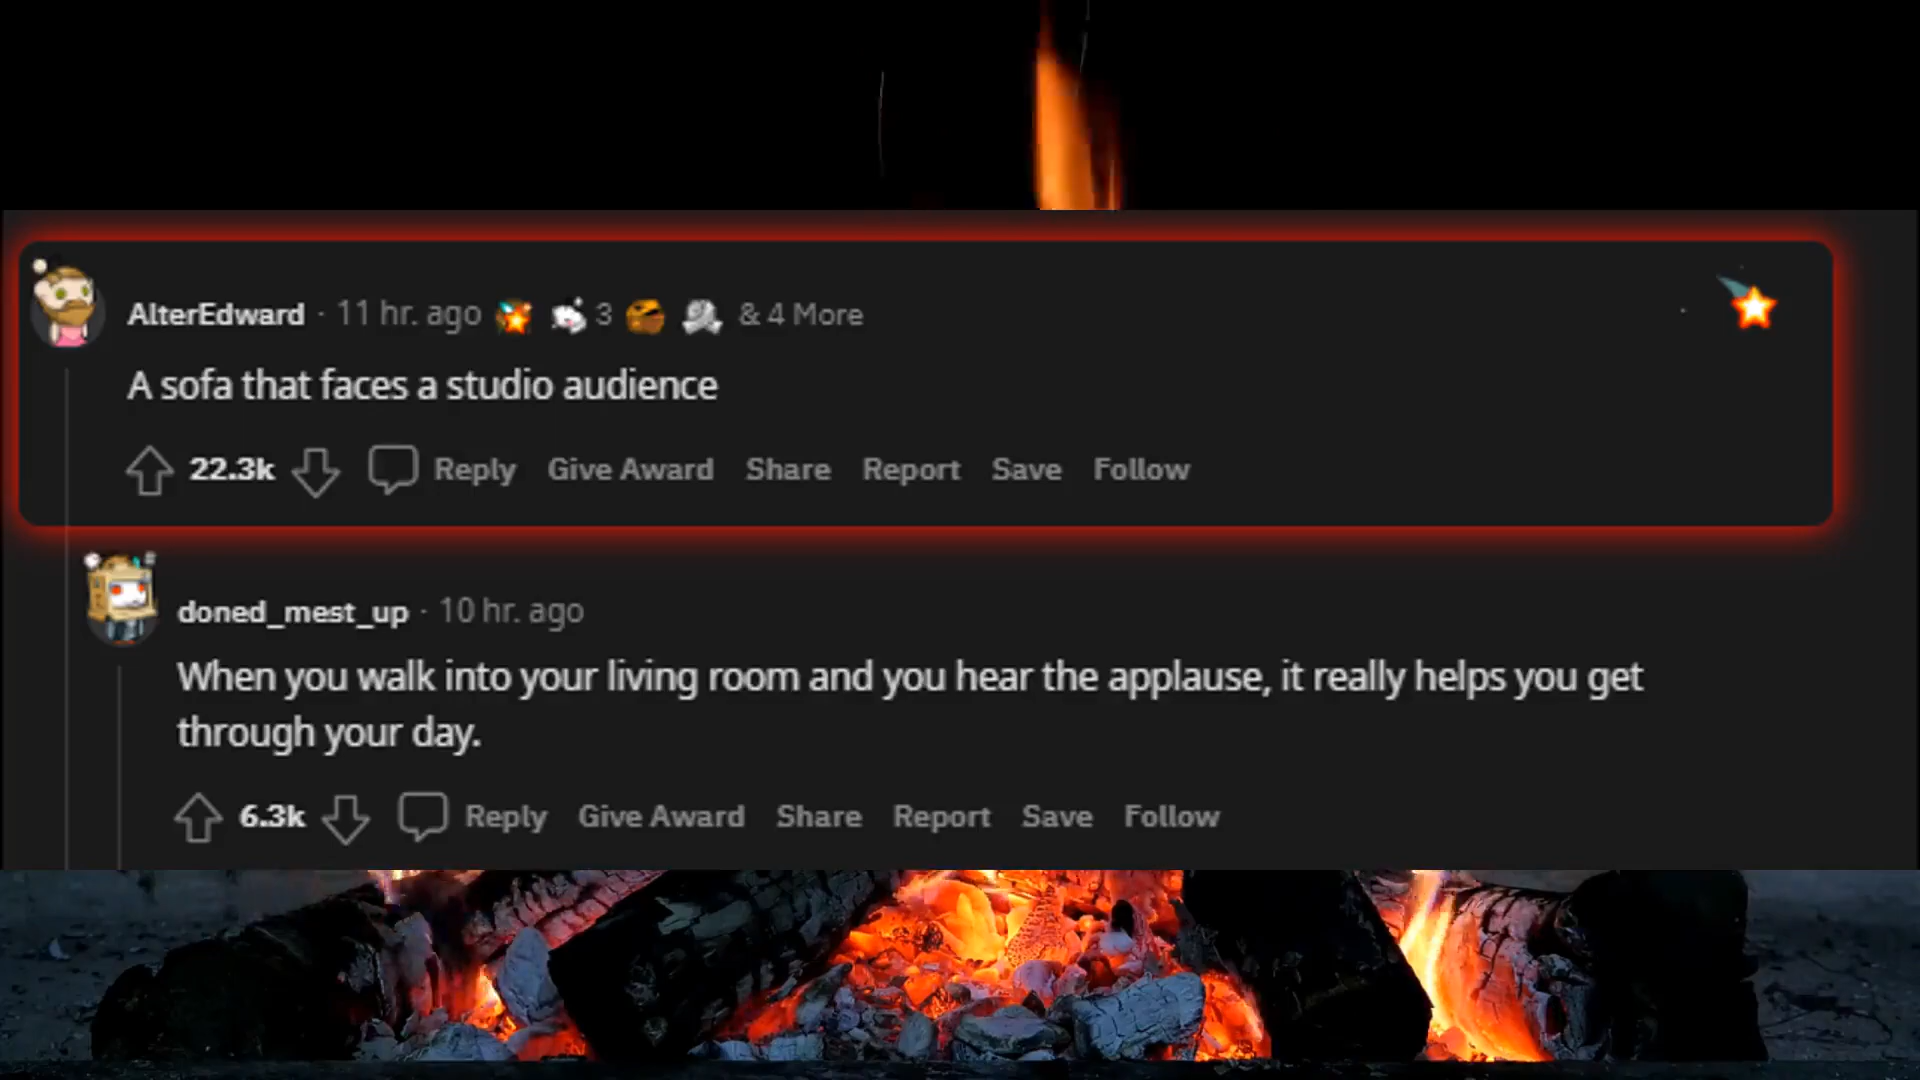 AlterEdward · 11 hr. ago 3 & 4 More
A sofa that faces a studio audience
22.3k Reply Give Award Share Report Save Follow
doned_mest_up · 10 hr. ago
When you walk into your living room and you hear the applause, it really helps you get
through your day.
6.3k Reply Give Award Share Report Save Follow